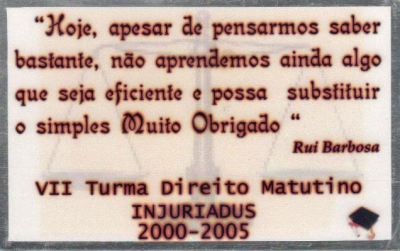 “Hoje, apesar de pensarmos saber
bastante, não aprendemos ainda algo
que seja eficiente e possa substituir
o simples Muito Obrigado “
Rui Barbosa
VII Turma Direito Matutino
INJURIADUS
2000-2005